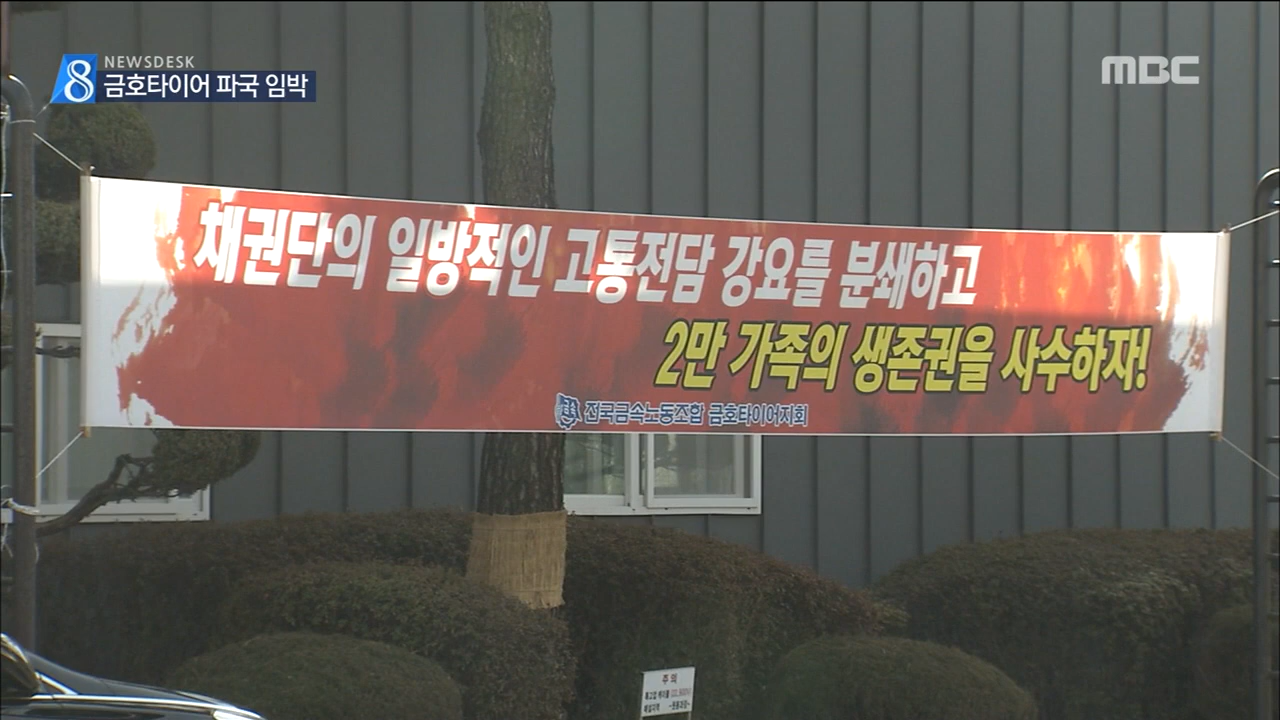 8 NEWSDESK
금호타이어 파국 임박
MBC
채권단의 일방적인 고통전담 강요를 분쇄하고
2만 가족의 생존권을 사수하자!
전국금속노동조합 금호타이어지회
주의